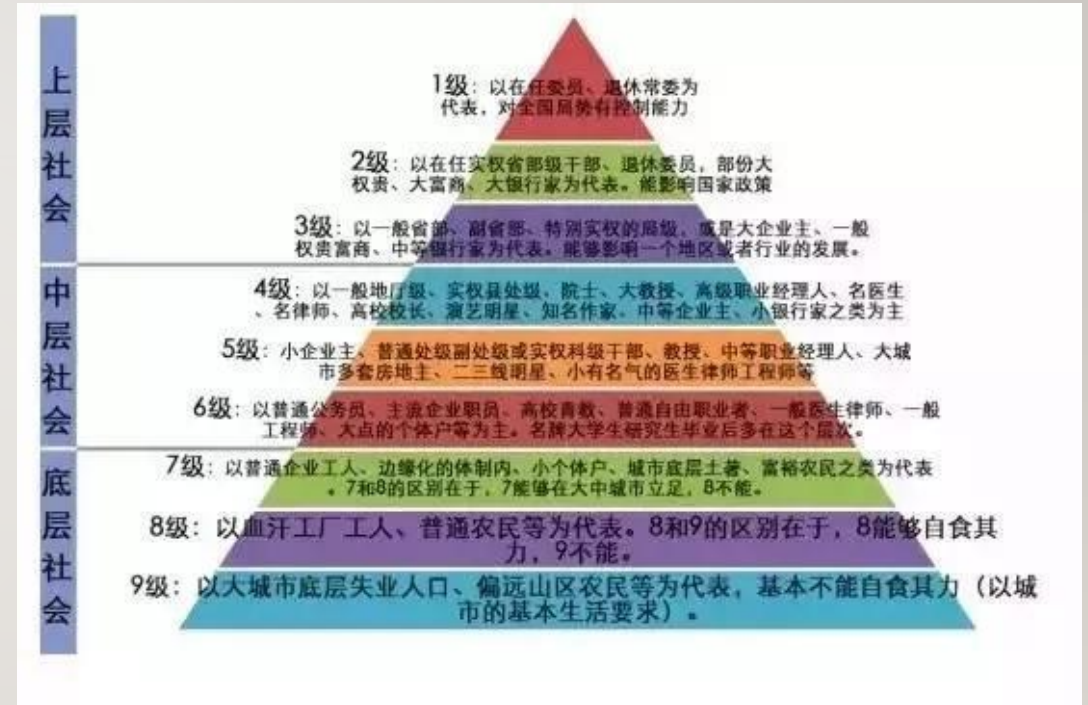 上层社会
1级：以在任委员、退休常委为
代表，对全国局势有控制能力
2级：以在任实权省部级干部、退休委员，部份大
权贵、大富商、大银行家为代表。能影响国家政策
3级：以一般省部、副省部、特别实权的局级，或是大企业主、一般
权贵富商、中等银行家为代表。能够影响一个地区或者行业的发展。
中层社会
4级：以一般地厅级、实权县处级、院士、大教授、高级职业经理人、名医生
、名律师、高校校长、演艺明星、知名作家、中等企业主、小银行家之类为主
5级：小企业主、普通处级副处级或实权科级干部、教授、中等职业经理人、大城
市多套房地主、二三线明星、小有名气的医生律师工程师等
6级：以普通公务员、主流企业职员、高校青教、普通自由职业者、一般医生律师、一般
工程师、大点的个体户等为主。名牌大学生研究生毕业后多在这个层次。
底层社会
7级：以普通企业工人、边缘化的体制内、小个体户、城市底层土著、富裕农民之类为代表
。7和8的区别在于，7能够在大中城市立足，8不能。
8级：以血汗工厂工人、普通农民等为代表。8和9的区别在于，8能够自食其
力，9不能。
9级：以大城市底层失业人口、偏远山区农民等为代表，基本不能自食其力（以城
市的基本生活要求）。